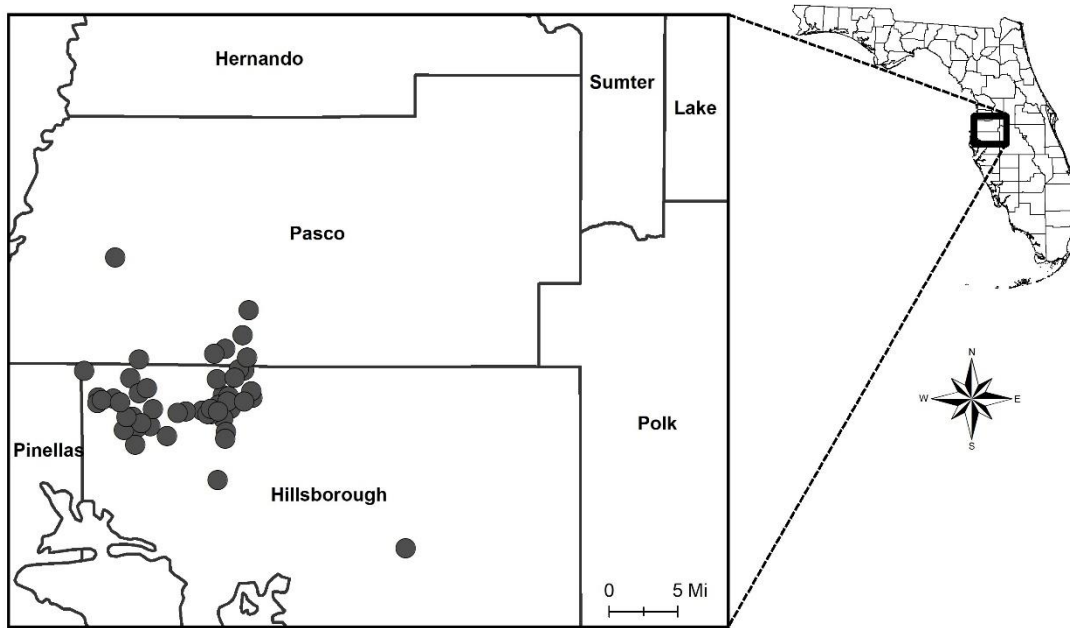 Hernando
Sumter
Lake
Pasco
Polk
Pinellas
Hillsborough
0 5 Mi
N
W E
S